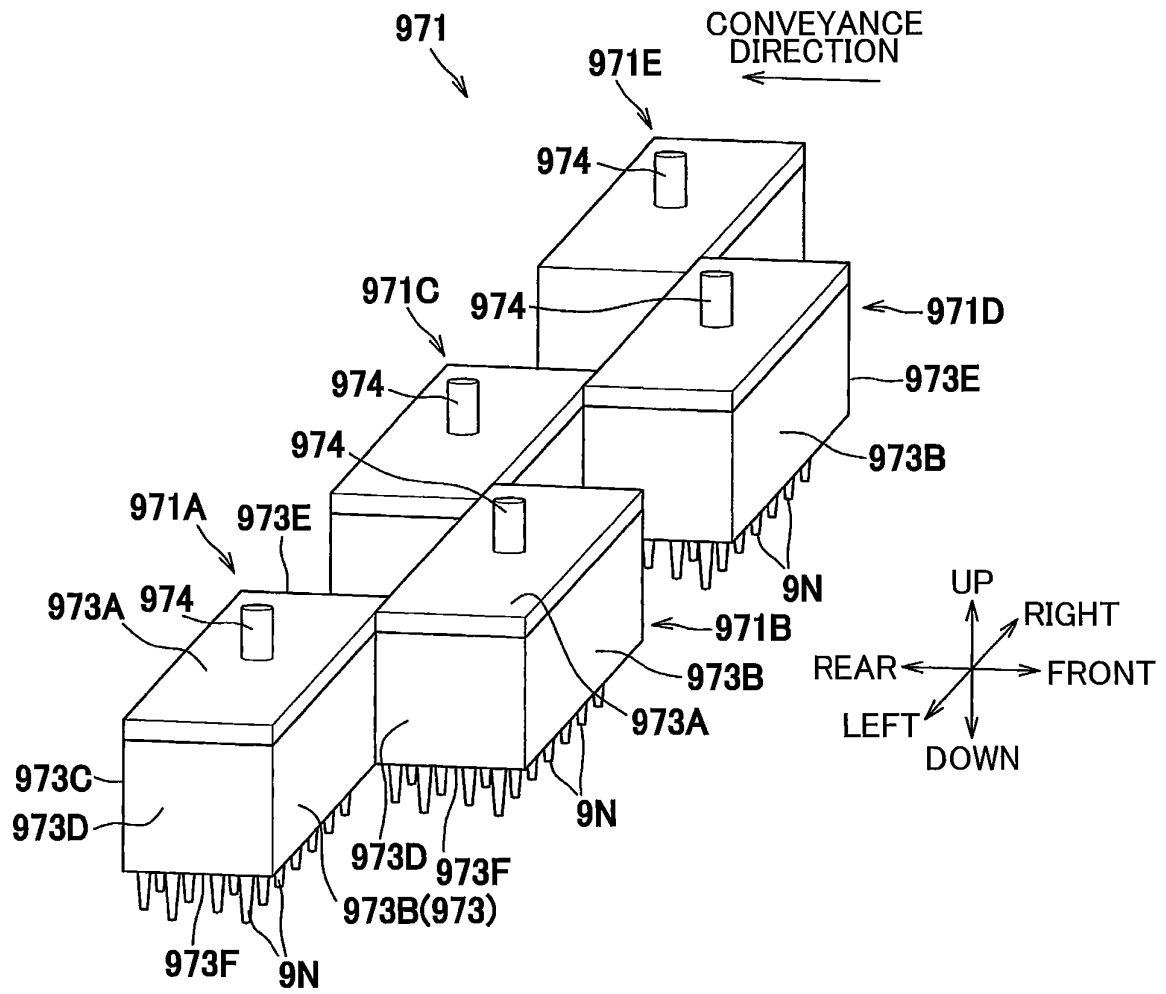 971
CONVEYANCE
DIRECTION
971E
974
971C
974
971D
974
973E
974
973B
971A
973E
9N
UP
973A
974
971B
RIGHT
973B
REAR
FRONT
973A
LEFT
973C
DOWN
973D
9N
973D
973F
973B(973)
973F
9N